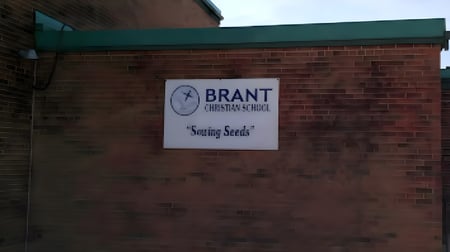 BRANT
CHRISTIAN SCHOOL
"Sowing Seeds"